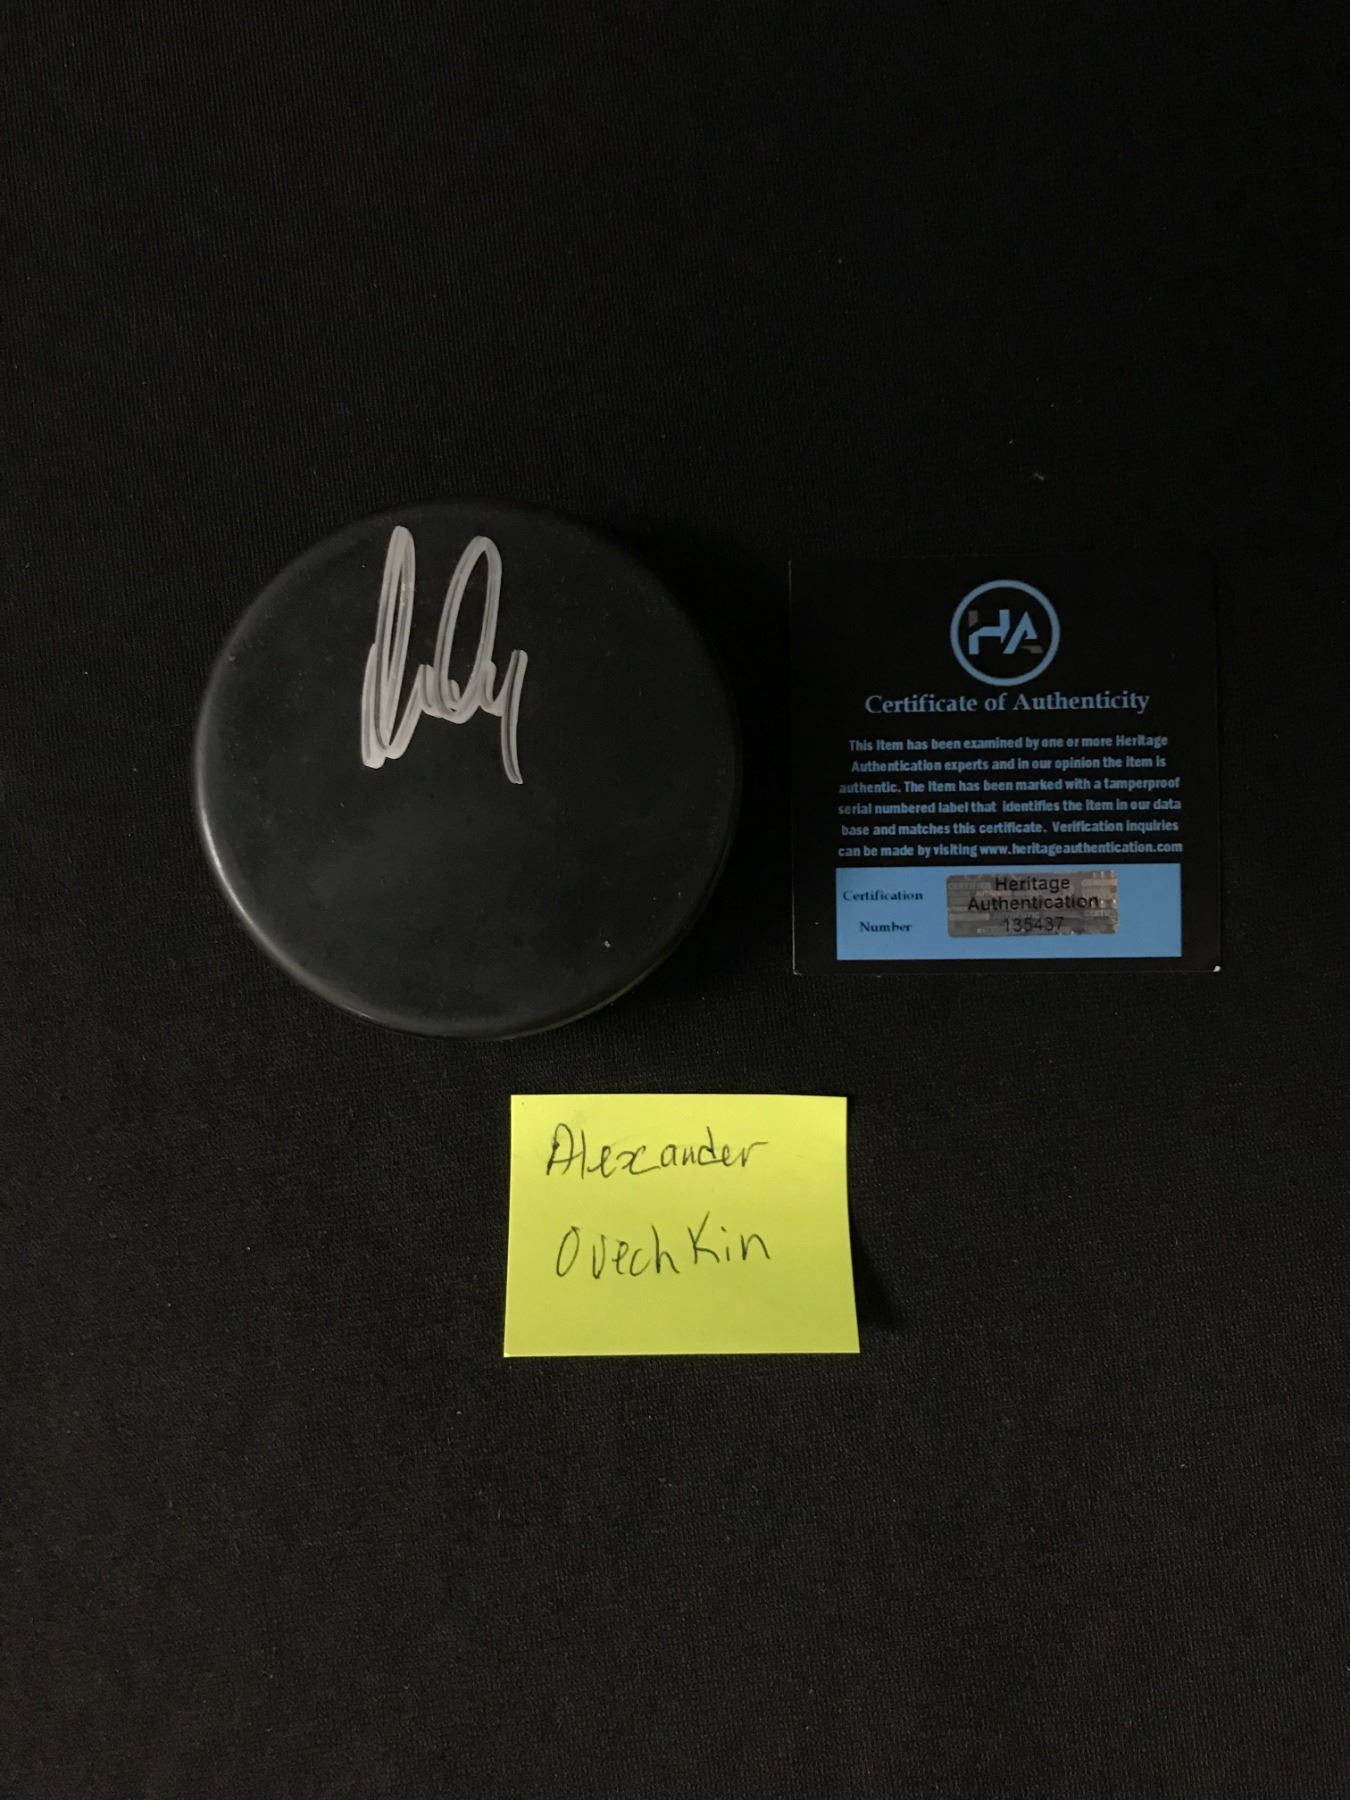 HA
Certificate of Authenticity
This Item has been examined by one or more Heritage
Authentication experts and in our opinion the item is
authentic. The Item has been marked with a tamperproof
serial numbered label that identifies the item in our data
base and matches this certificate. Verification inquiries
can be made by visiting www.heritageauthentication.com
Certification
Number
Heritage
Authentication
135437
Alexander
Ovechkin